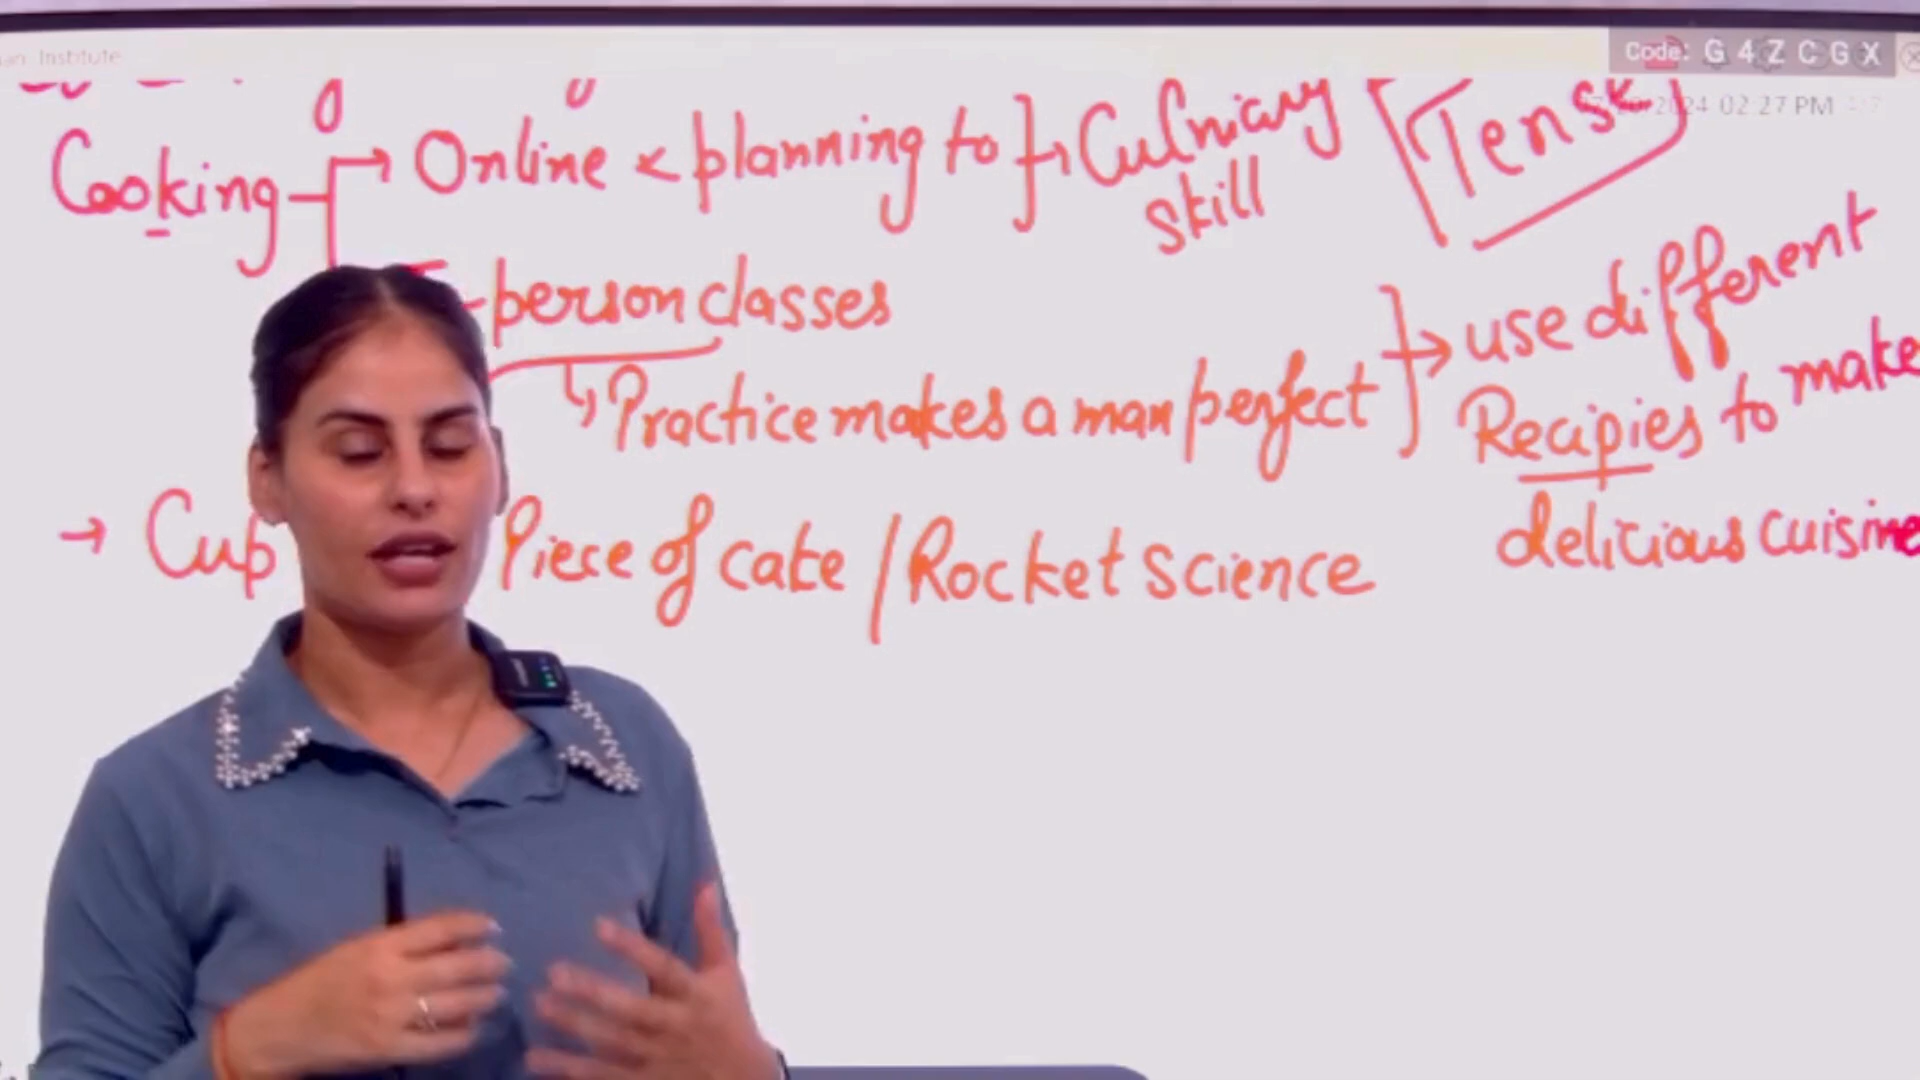 Institute
Code: G4ZCGX
2024 02:27 PM
Cooking → Online < planning to } → Culniary skill [Tense]
person classes
↳ Practice makes a man perfect ] → use different Recipies to make delicious cuisine
→ Cup Piece of cake / Rocket science